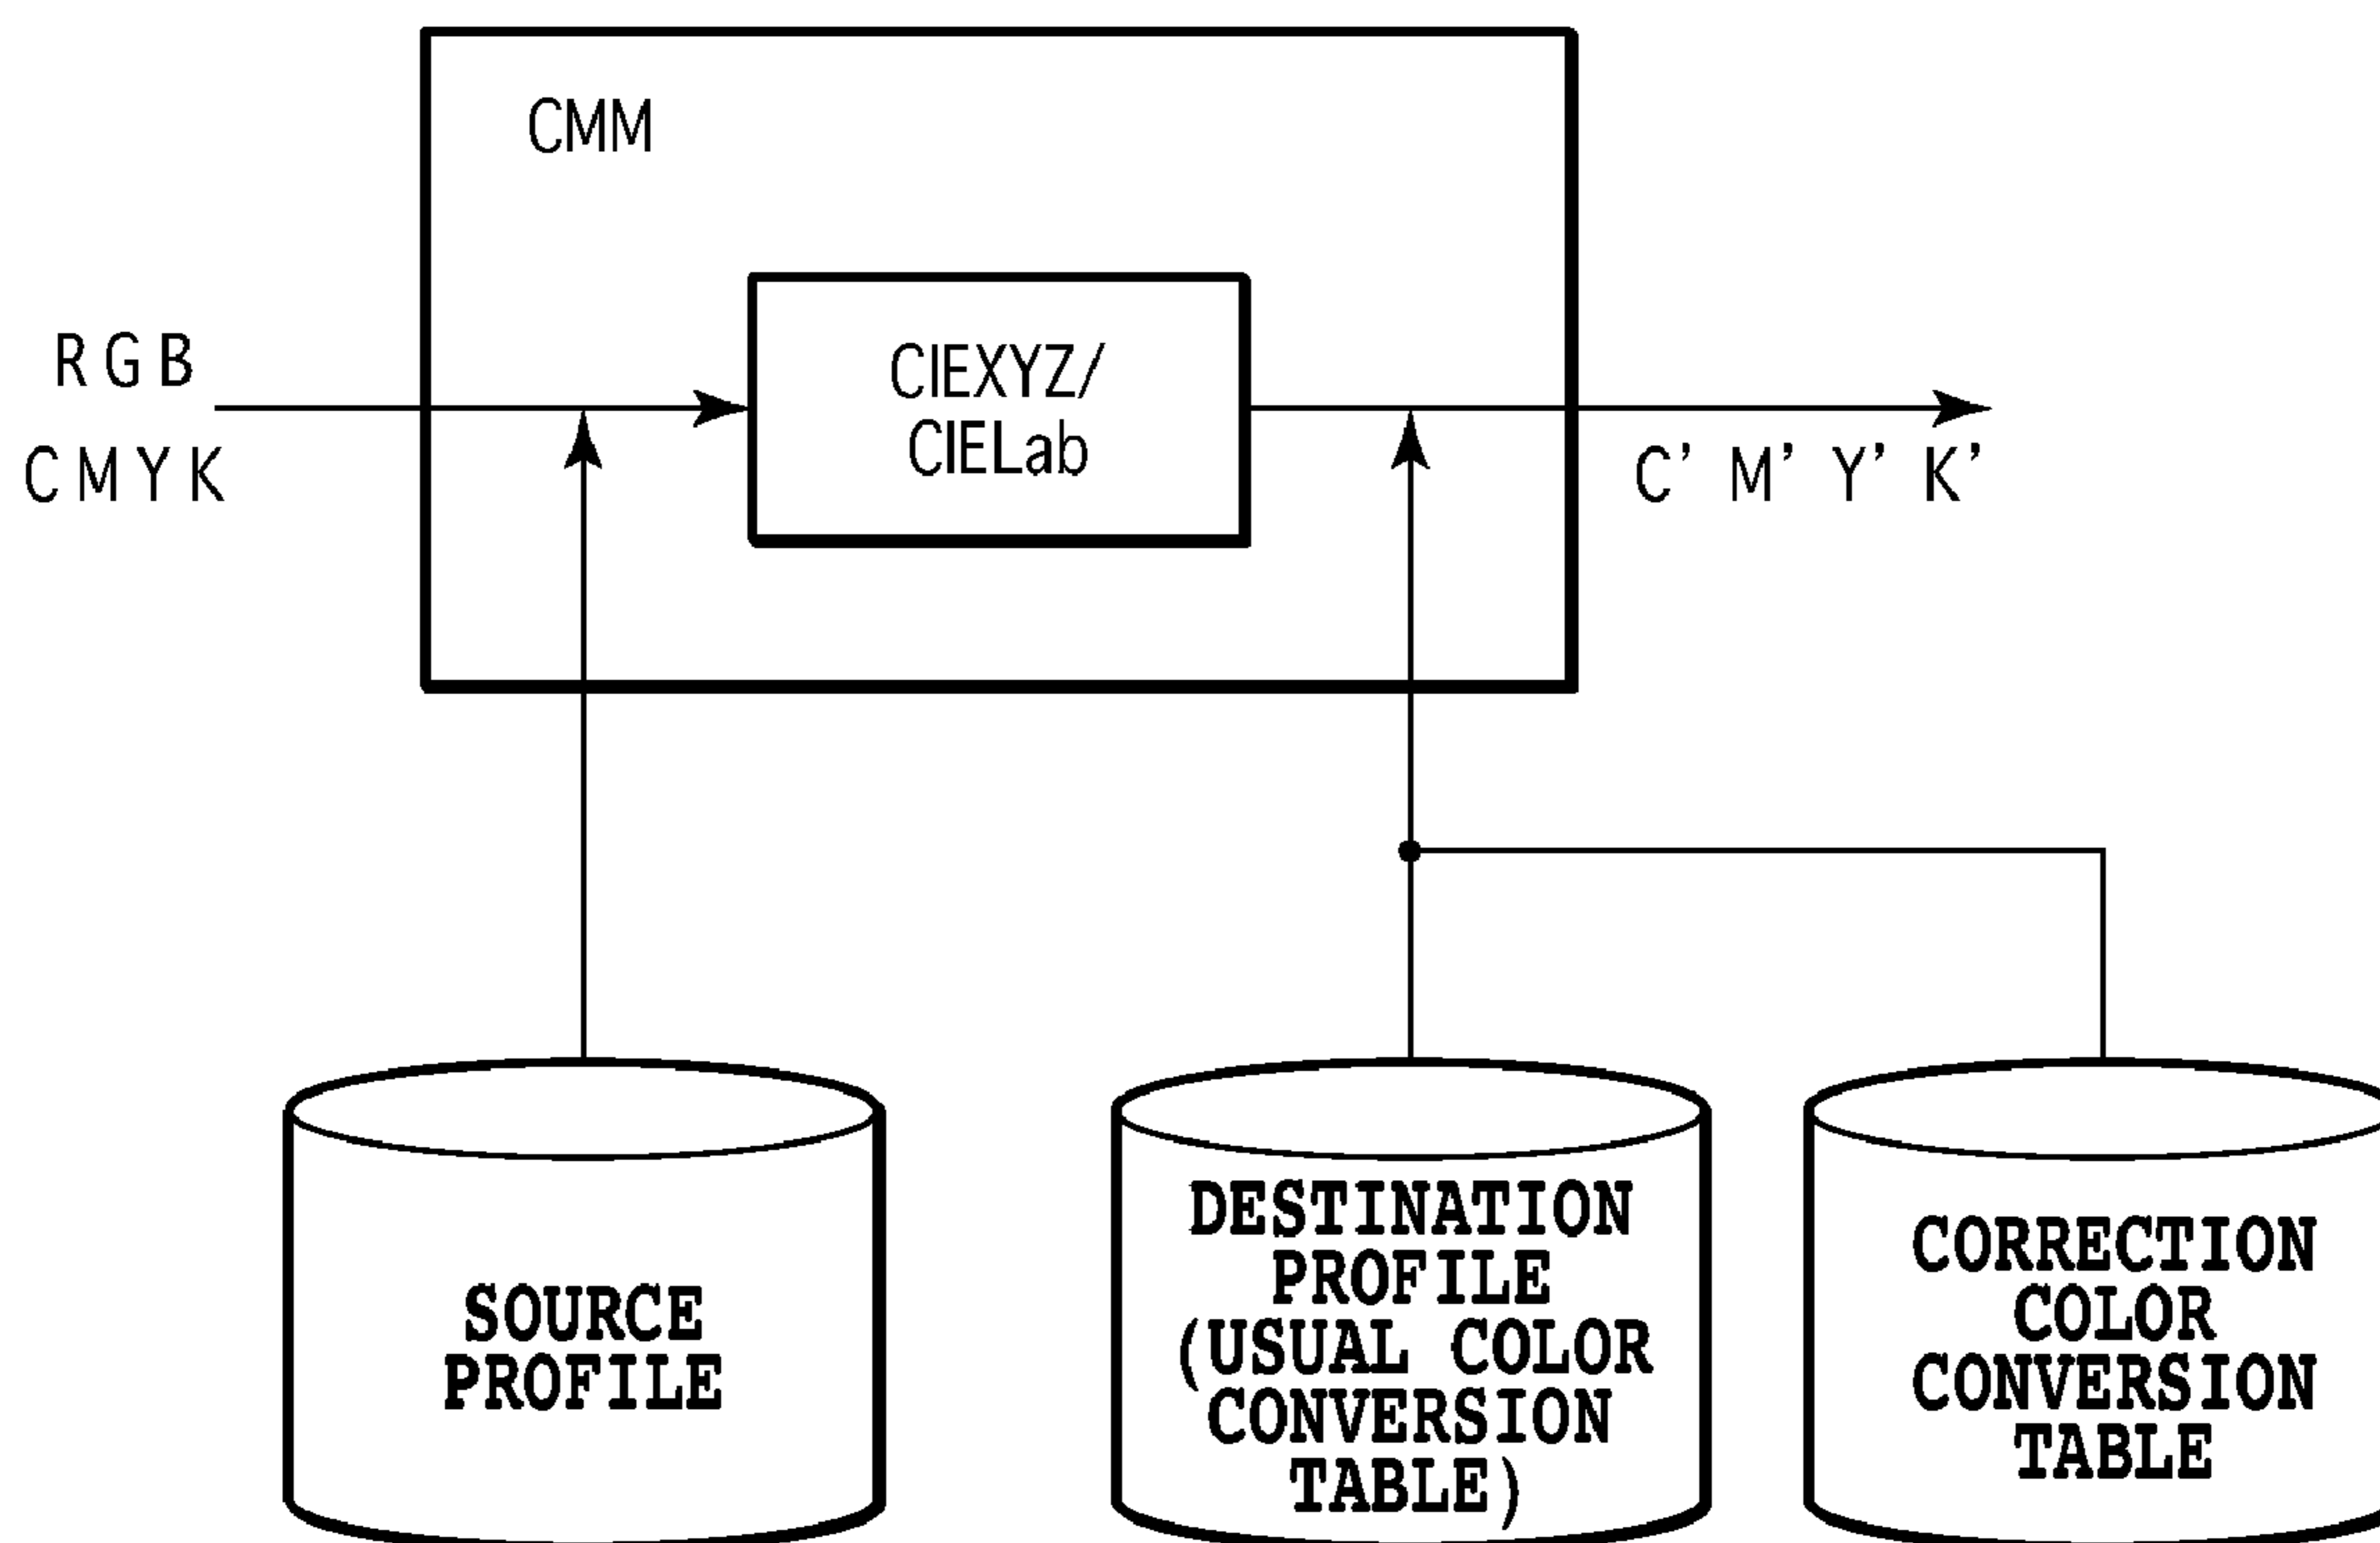 CMM
RGB
CMYK
CIEXYZ/
CIELab
C' M' Y' K'
SOURCE
PROFILE
DESTINATION
PROFILE
(USUAL COLOR
CONVERSION
TABLE)
CORRECTION
COLOR
CONVERSION
TABLE